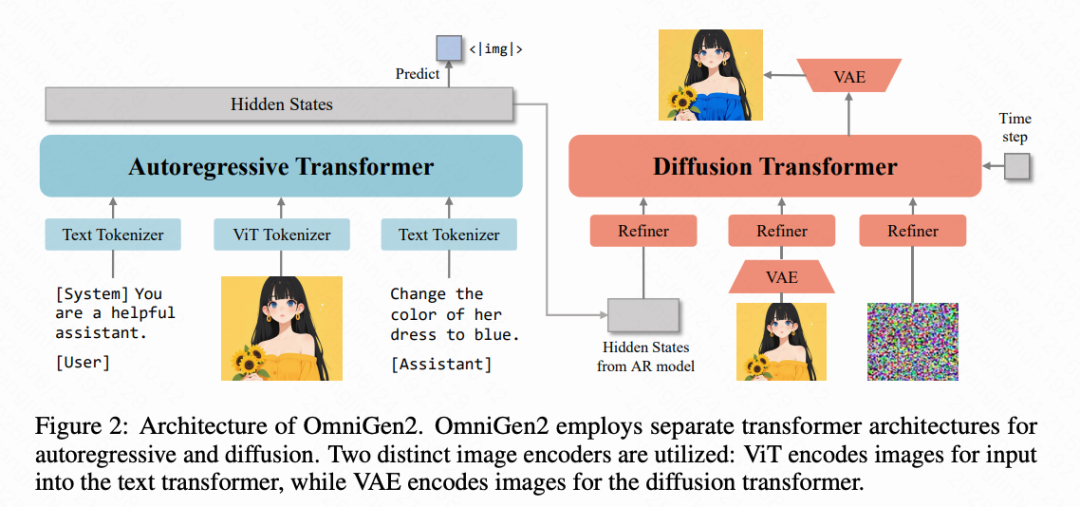 <|img|>
Predict
Hidden States
Autoregressive Transformer
Text Tokenizer
ViT Tokenizer
Text Tokenizer
[System] You
are a helpful
assistant.
[User]
Change the
color of her
dress to blue.
[Assistant]
VAE
Time
step
Diffusion Transformer
Refiner
Refiner
Refiner
VAE
Hidden States
from AR model
Figure 2: Architecture of OmniGen2. OmniGen2 employs separate transformer architectures for
autoregressive and diffusion. Two distinct image encoders are utilized: ViT encodes images for input
into the text transformer, while VAE encodes images for the diffusion transformer.